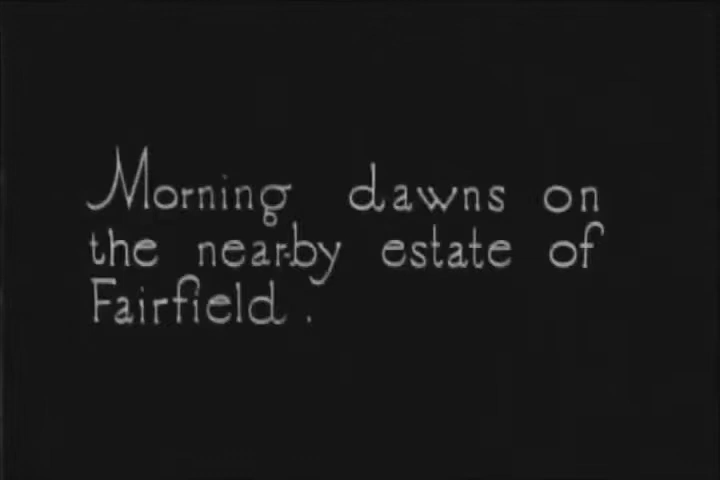 Morning dawns on
the near-by estate of
Fairfield.